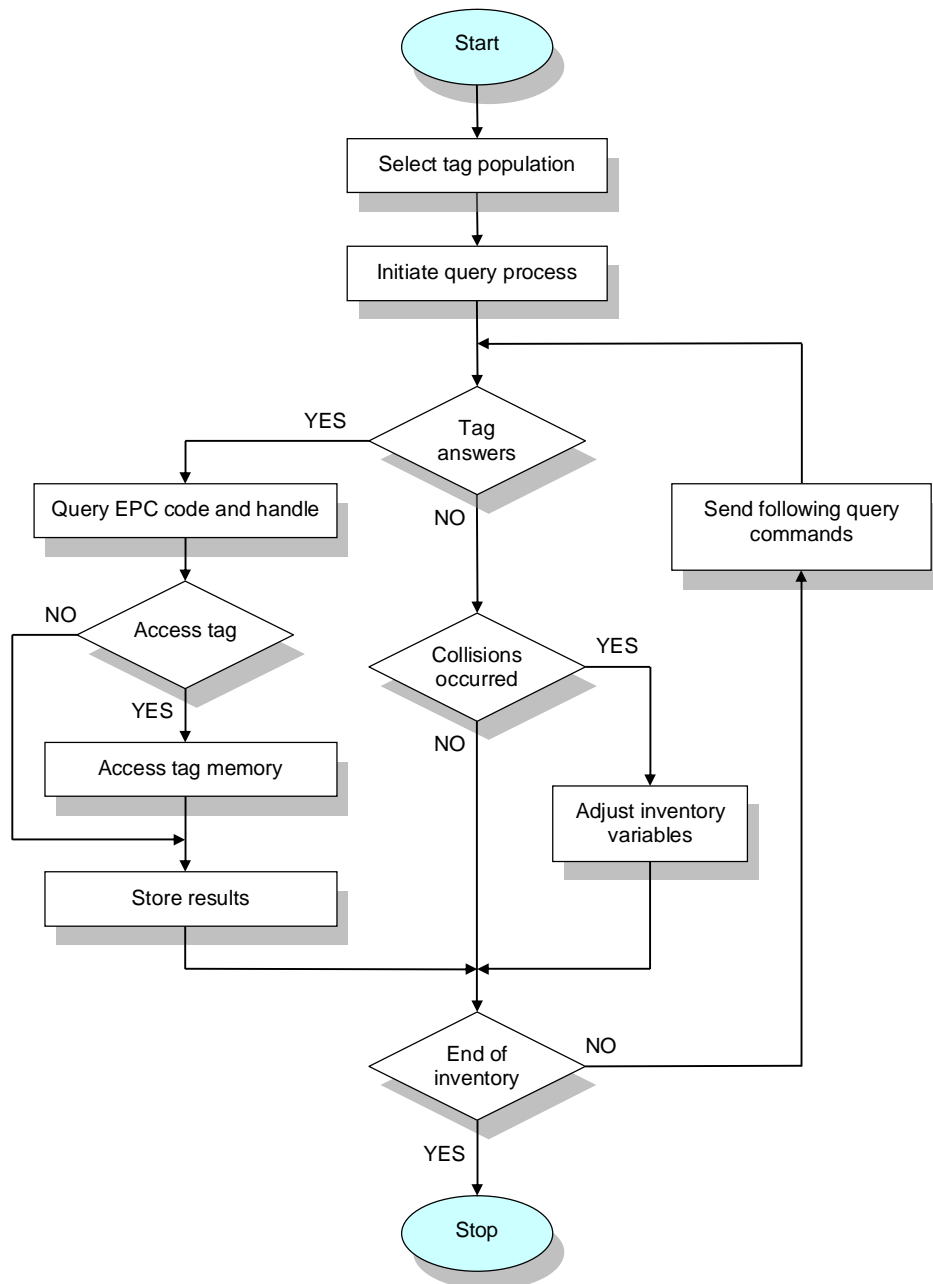 Start
Select tag population
Initiate query process
YES
Tag
answers
Query EPC code and handle
NO
Send following query
commands
NO
Access tag
Collisions
occurred
YES
YES
NO
Access tag memory
Adjust inventory
variables
Store results
End of
inventory
NO
YES
Stop